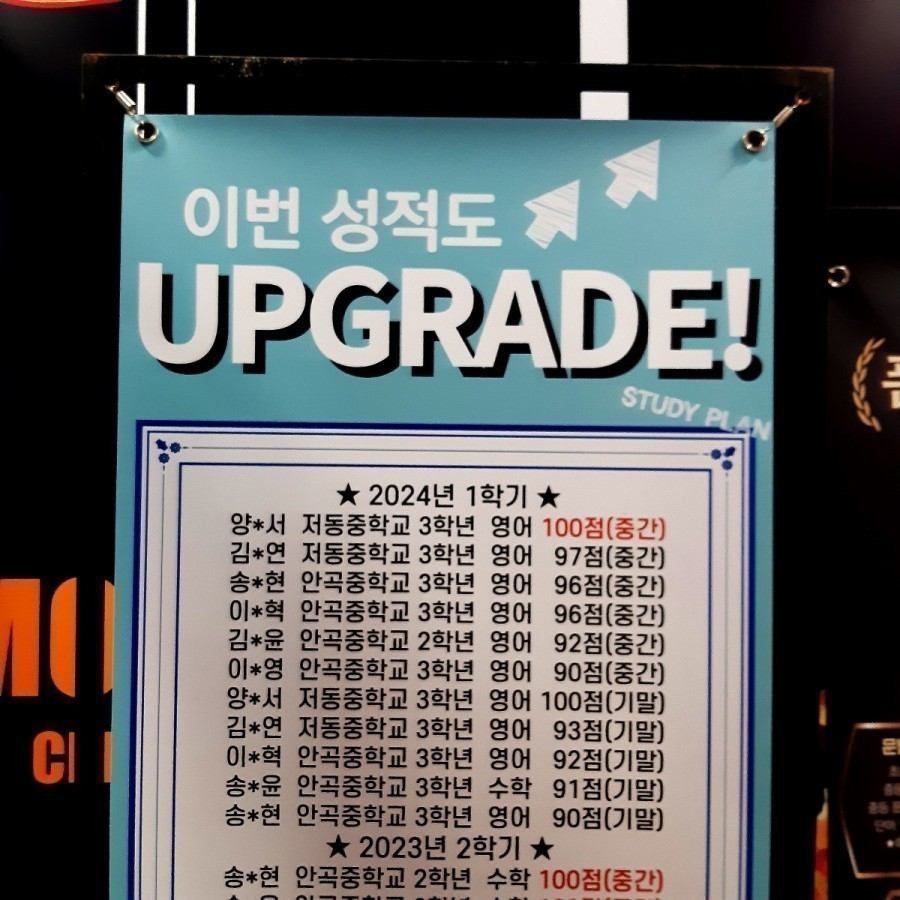 이번 성적도
UPGRADE!
STUDY PLAN
★ 2024년 1학기 ★
양*서 저동중학교 3학년 영어 100점(중간)
김*연 저동중학교 3학년 영어 97점(중간)
송*현 안곡중학교 3학년 영어 96점(중간)
이*혁 안곡중학교 3학년 영어 96점(중간)
김*윤 안곡중학교 2학년 영어 92점(중간)
이*영 안곡중학교 3학년 영어 90점(중간)
양*서 저동중학교 3학년 영어 100점(기말)
김*연 저동중학교 3학년 영어 93점(기말)
이*혁 안곡중학교 3학년 영어 92점(기말)
송*윤 안곡중학교 3학년 수학 91점(기말)
송*현 안곡중학교 3학년 영어 90점(기말)
★ 2023년 2학기 ★
송*현 안곡중학교 2학년 수학 100점(중간)